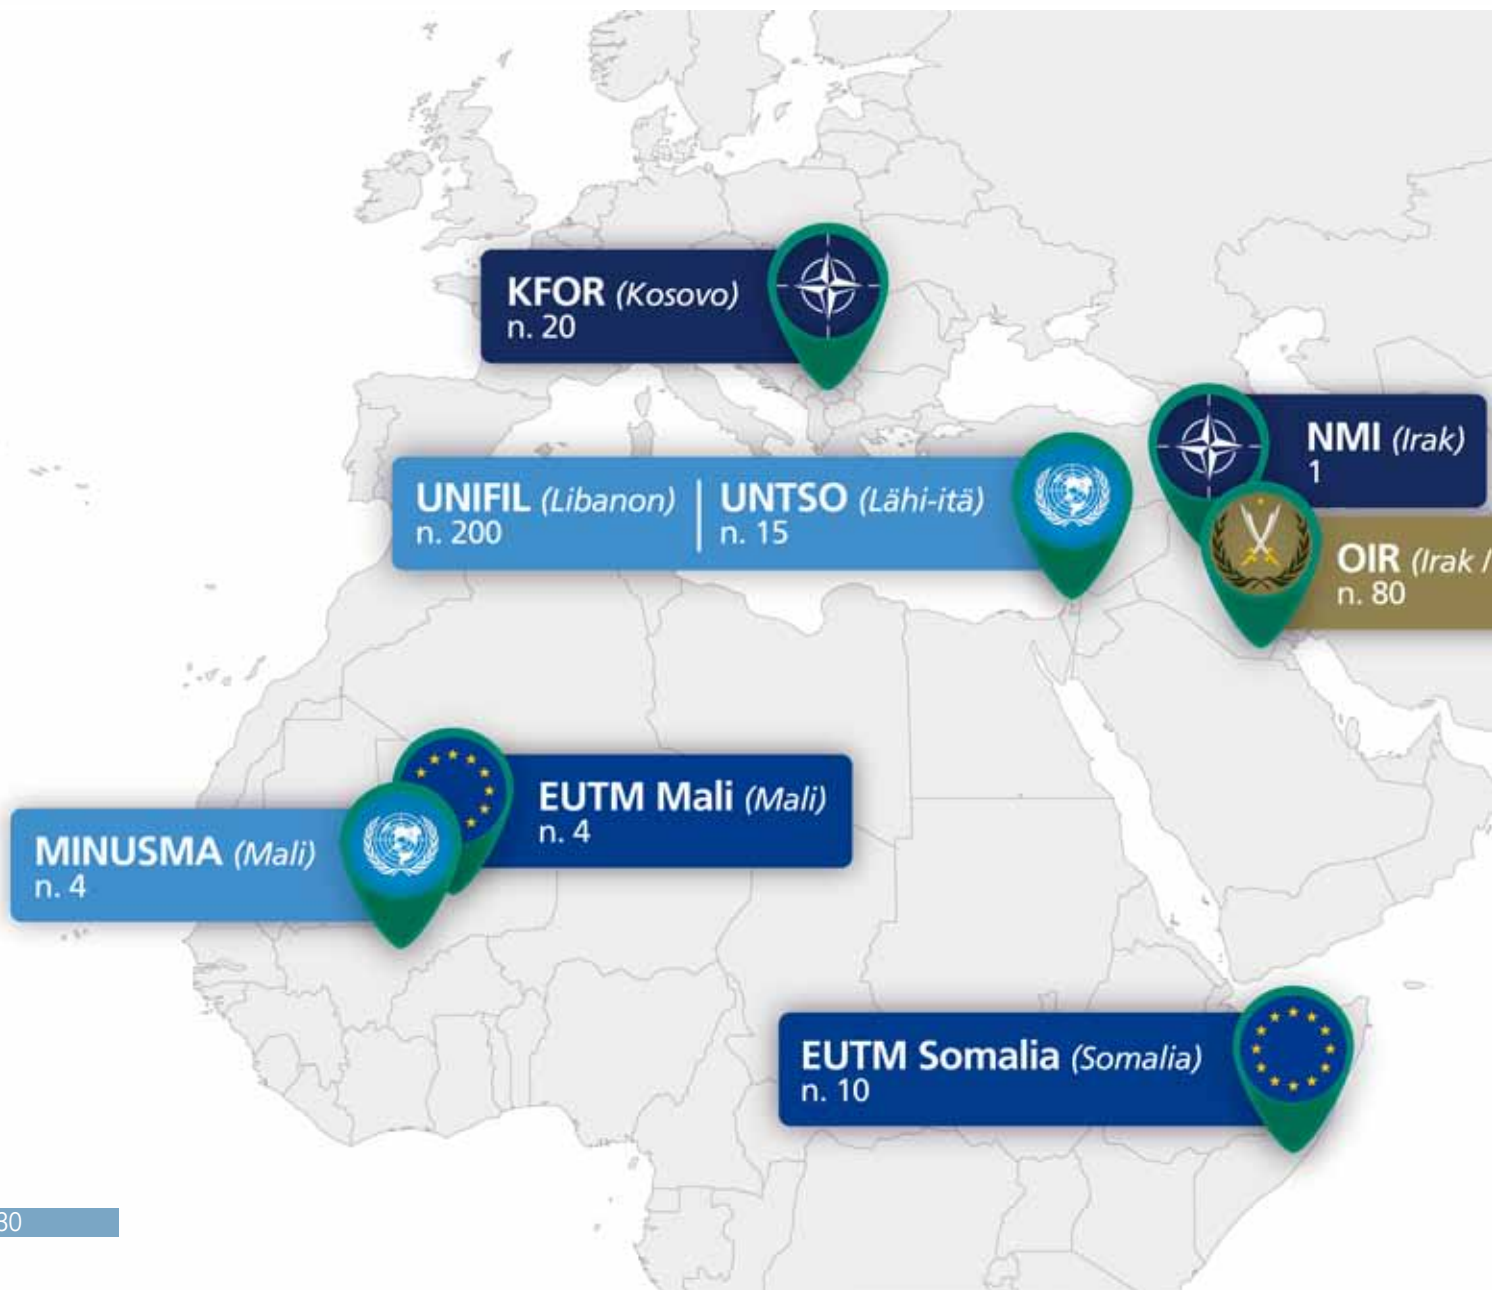 KFOR (Kosovo)
n. 20
NMI (Irak)
1
UNIFIL (Libanon) | UNTSO (Lähi-itä)
n. 200 | n. 15
OIR (Irak /
n. 80
EUTM Mali (Mali)
n. 4
MINUSMA (Mali)
n. 4
EUTM Somalia (Somalia)
n. 10
30